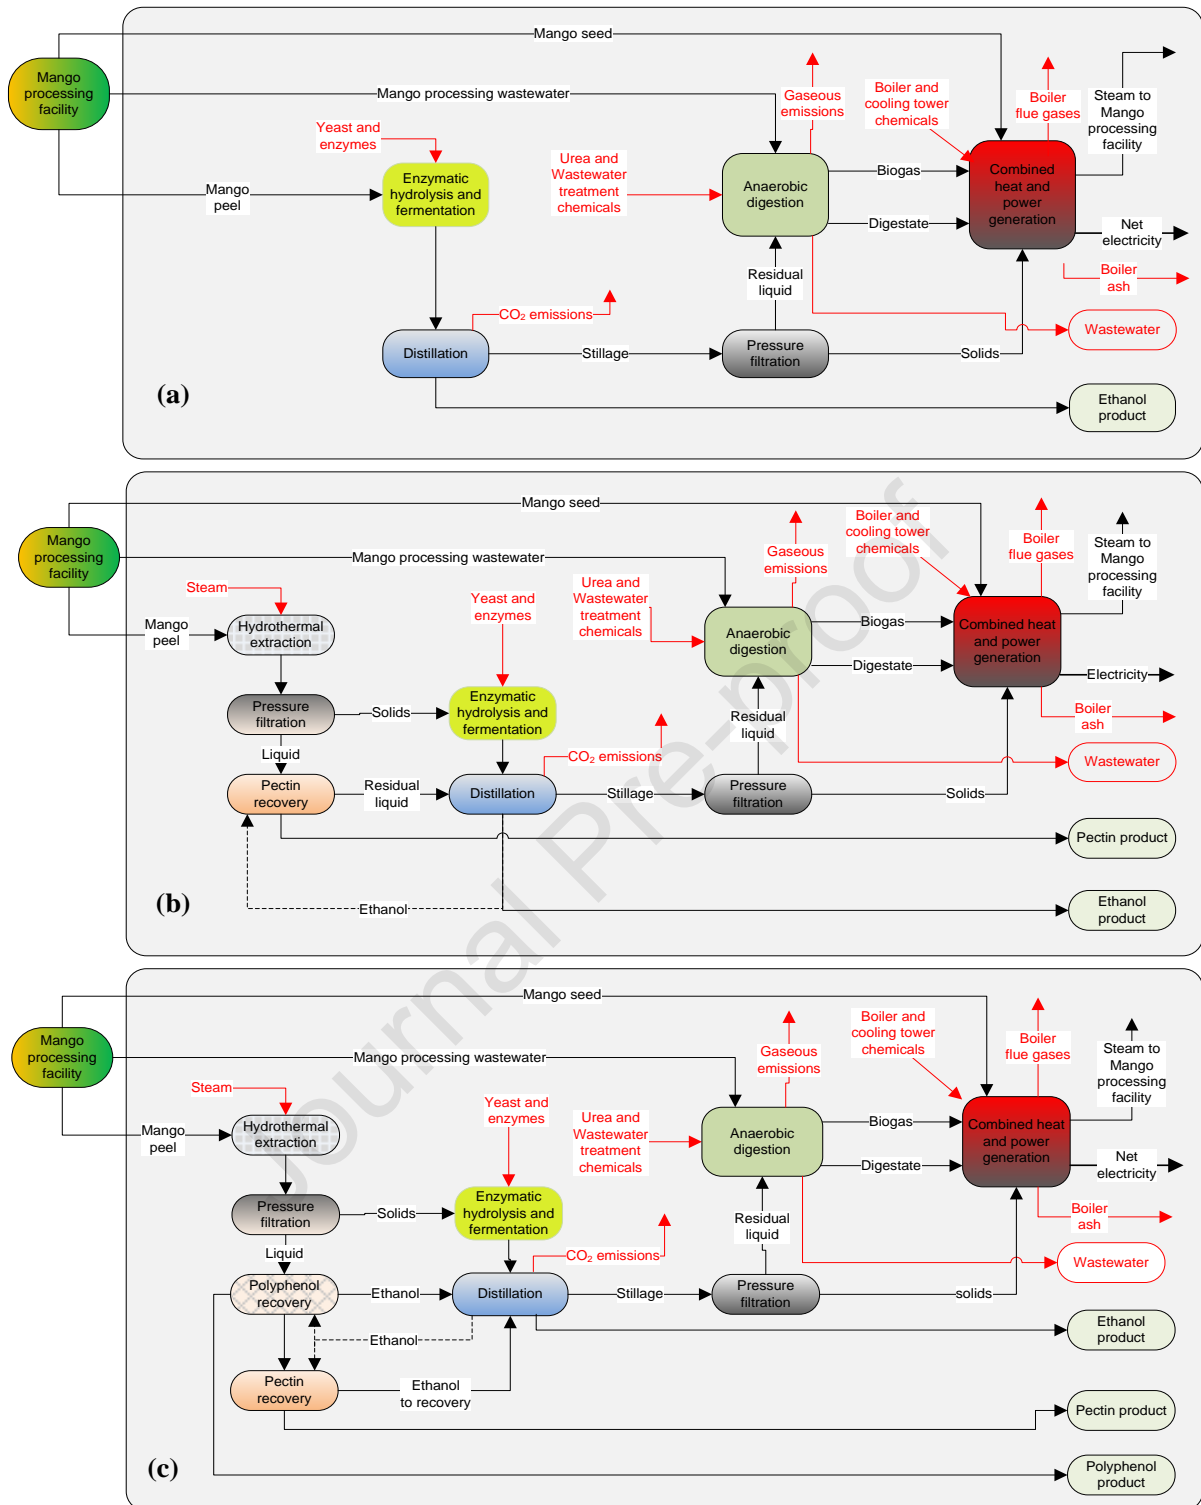 Mango seed
Mango
processing
facility
Mango processing wastewater
Gaseous
emissions
Boiler and
cooling tower
chemicals
Boiler
flue gases
Steam to
Mango
processing
facility
Yeast and
enzymes
Urea and
Wastewater
treatment
chemicals
Mango
peel
Enzymatic
hydrolysis and
fermentation
Anaerobic
digestion
Biogas
Digestate
Combined
heat and
power
generation
Net
electricity
Residual
liquid
Boiler
ash
CO₂ emissions
Distillation
Stillage
Pressure
filtration
Solids
Wastewater
(a)
Ethanol
product
Mango seed
Mango
processing
facility
Mango processing wastewater
Gaseous
emissions
Boiler and
cooling tower
chemicals
Boiler
flue gases
Steam to
Mango
processing
facility
Steam
Yeast and
enzymes
Urea and
Wastewater
treatment
chemicals
Mango
peel
Hydrothermal
extraction
Anaerobic
digestion
Biogas
Digestate
Combined heat
and power
generation
Electricity
Pressure
filtration
Solids
Enzymatic
hydrolysis and
fermentation
Residual
liquid
Boiler
ash
Liquid
CO₂ emissions
Wastewater
Pectin
recovery
Residual
liquid
Distillation
Stillage
Pressure
filtration
Solids
Pectin product
(b)
Ethanol
Ethanol
product
Mango seed
Mango
processing
facility
Mango processing wastewater
Gaseous
emissions
Boiler and
cooling tower
chemicals
Boiler
flue gases
Steam to
Mango
processing
facility
Steam
Yeast and
enzymes
Urea and
Wastewater
treatment
chemicals
Mango
peel
Hydrothermal
extraction
Anaerobic
digestion
Biogas
Digestate
Combined heat
and power
generation
Net
electricity
Pressure
filtration
Solids
Enzymatic
hydrolysis and
fermentation
Residual
liquid
Boiler
ash
Liquid
CO₂ emissions
Wastewater
Polyphenol
recovery
Ethanol
Distillation
Stillage
Pressure
filtration
solids
Ethanol
Ethanol
product
Pectin
recovery
Ethanol
to recovery
Pectin product
(c)
Polyphenol
product
Journal Pre-proof